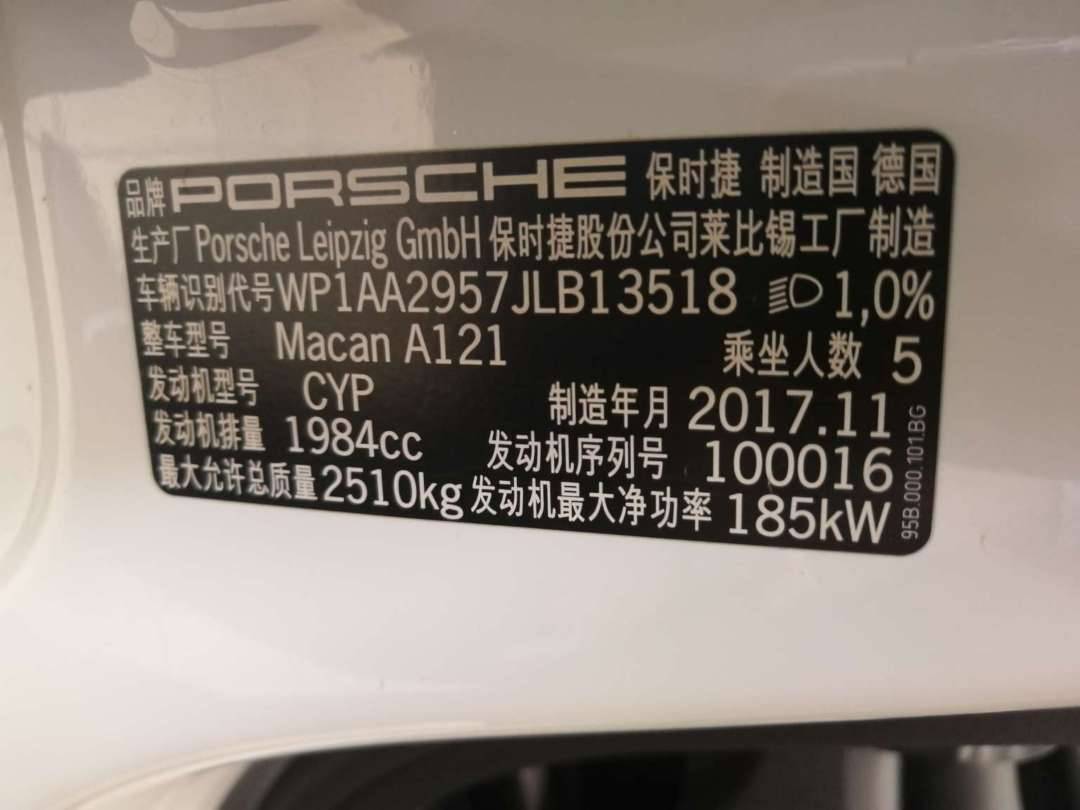 品牌 PORSCHE 保时捷 制造国 德国
生产厂 Porsche Leipzig GmbH 保时捷股份公司莱比锡工厂制造
车辆识别代号 WP1AA2957JLB13518 1,0%
整车型号 Macan A121 乘坐人数 5
发动机型号 CYP 制造年月 2017.11
发动机排量 1984cc 发动机序列号 100016
最大允许总质量 2510kg 发动机最大净功率 185kW
95B.000.101.BG